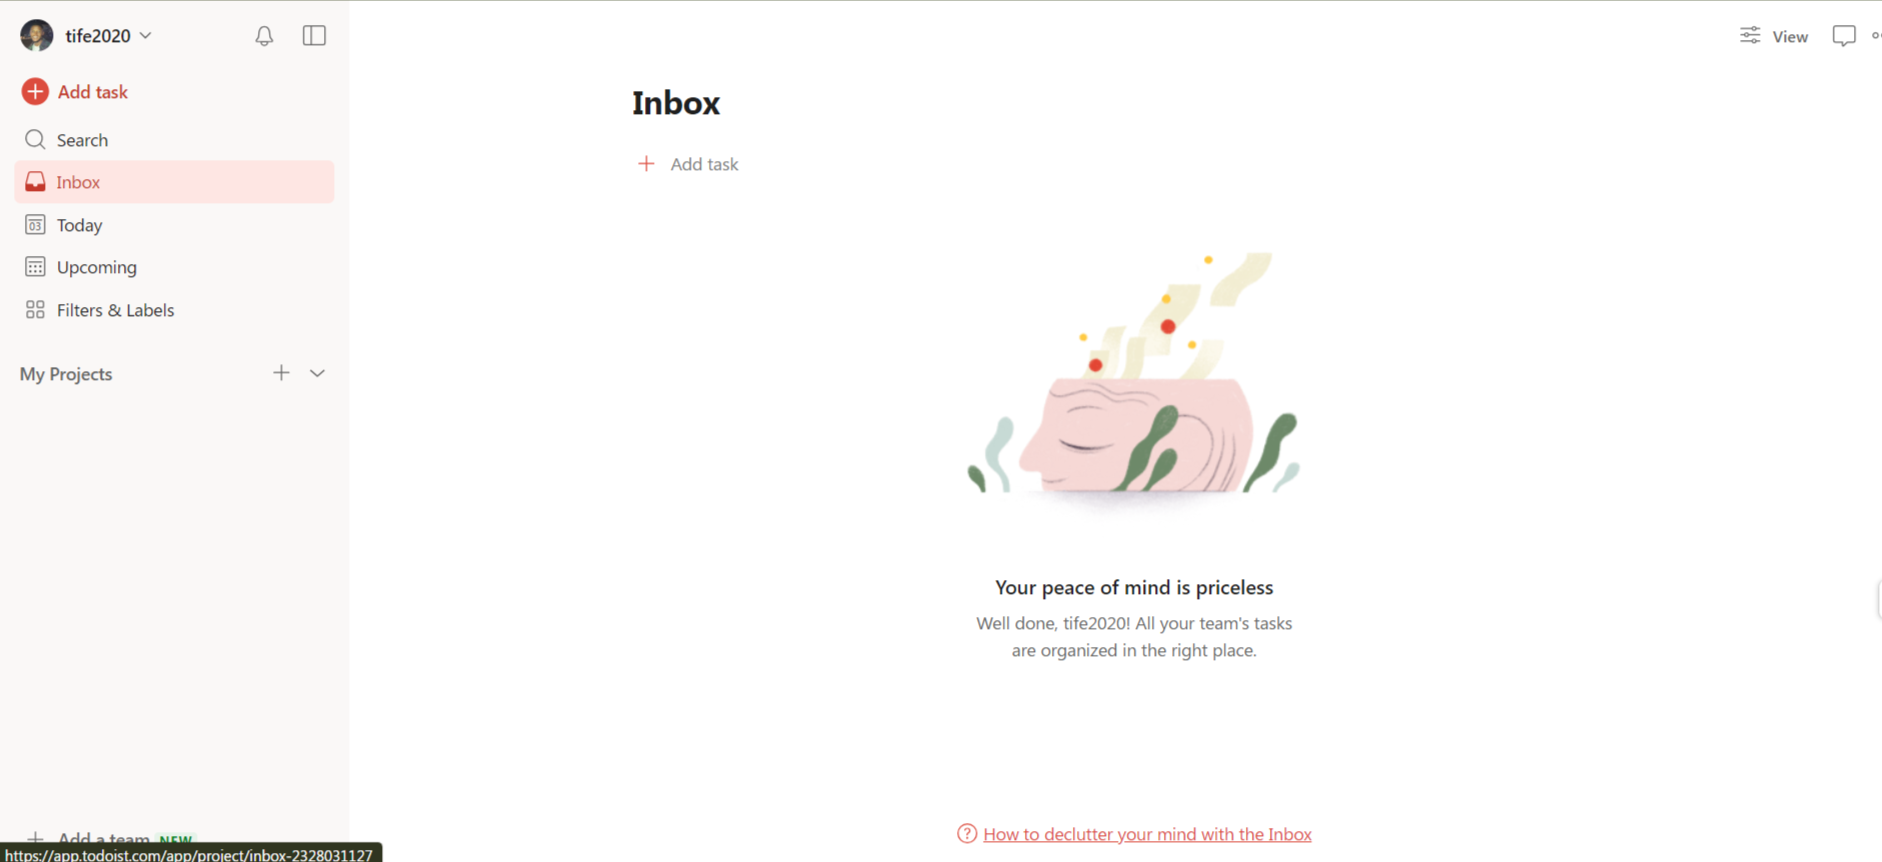 tife2020
Add task
Search
Inbox
03
Today
Upcoming
Filters & Labels
My Projects
Add a team NEW
https://app.todoist.com/app/project/inbox-2328031127
View
Inbox
Add task
Your peace of mind is priceless
Well done, tife2020! All your team's tasks
are organized in the right place.
How to declutter your mind with the Inbox